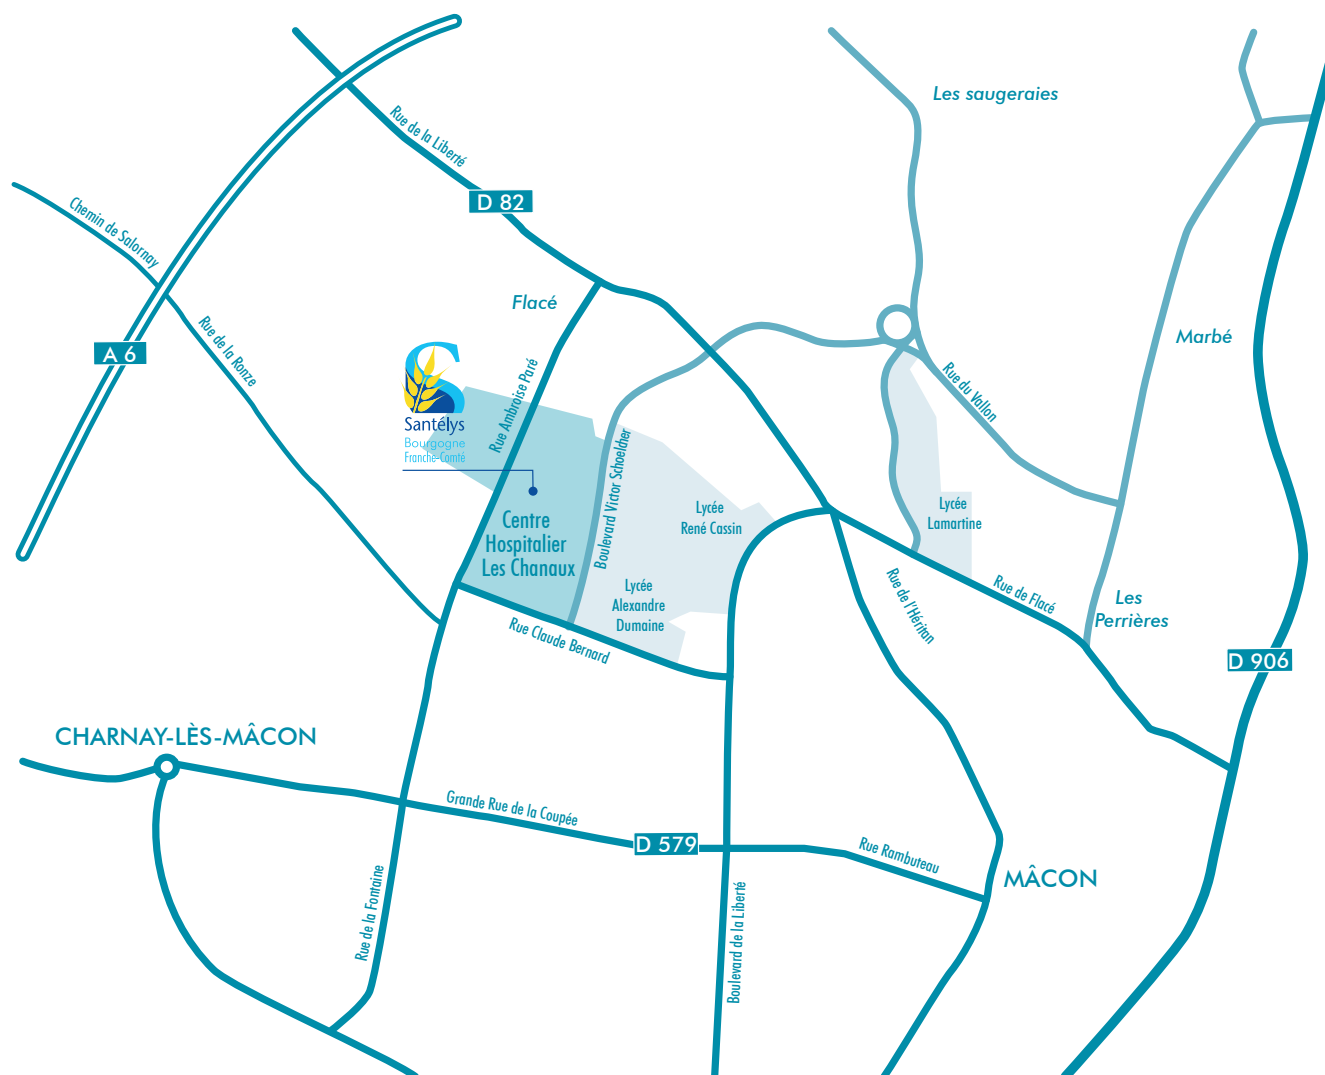 Les saugeraies
Rue de la Liberté
D 82
Chemin de Salornay
Flacé
Rue de la Ronze
A 6
Marbé
Rue Ambroise Paré
Rue du Vallon
Santélys
Bourgogne
Franche-Comté
Boulevard Victor Schoelcher
Lycée
René Cassin
Lycée
Lamartine
Centre
Hospitalier
Les Chanaux
Lycée
Alexandre
Dumaine
Rue de l'Héritan
Rue de Flacé
Les
Perrières
Rue Claude Bernard
D 906
CHARNAY-LÈS-MÂCON
Grande Rue de la Coupée
D 579
Rue Rambuteau
MÂCON
Rue de la Fontaine
Boulevard de la Liberté